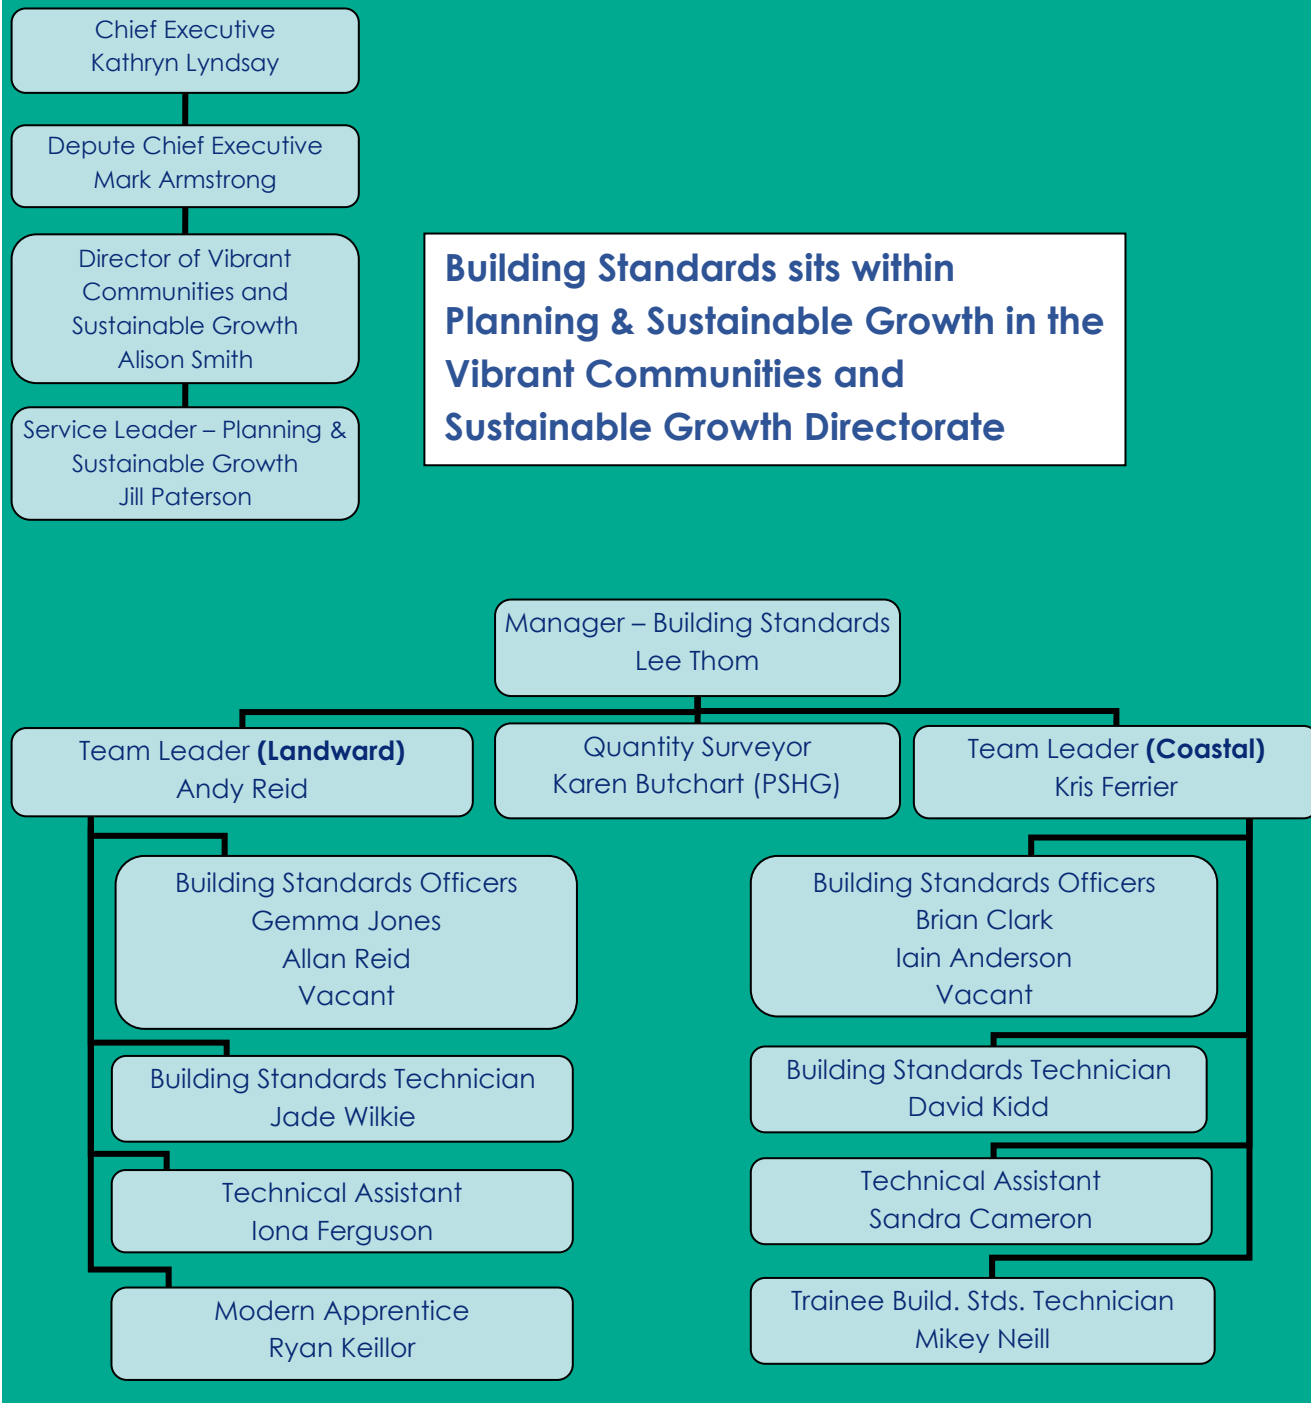 Chief Executive
Kathryn Lyndsay
Depute Chief Executive
Mark Armstrong
Director of Vibrant
Communities and
Sustainable Growth
Alison Smith
Service Leader – Planning &
Sustainable Growth
Jill Paterson
Building Standards sits within
Planning & Sustainable Growth in the
Vibrant Communities and
Sustainable Growth Directorate
Manager – Building Standards
Lee Thom
Team Leader (Landward)
Andy Reid
Quantity Surveyor
Karen Butchart (PSHG)
Team Leader (Coastal)
Kris Ferrier
Building Standards Officers
Gemma Jones
Allan Reid
Vacant
Building Standards Technician
Jade Wilkie
Technical Assistant
Iona Ferguson
Modern Apprentice
Ryan Keillor
Building Standards Officers
Brian Clark
Iain Anderson
Vacant
Building Standards Technician
David Kidd
Technical Assistant
Sandra Cameron
Trainee Build. Stds. Technician
Mikey Neill